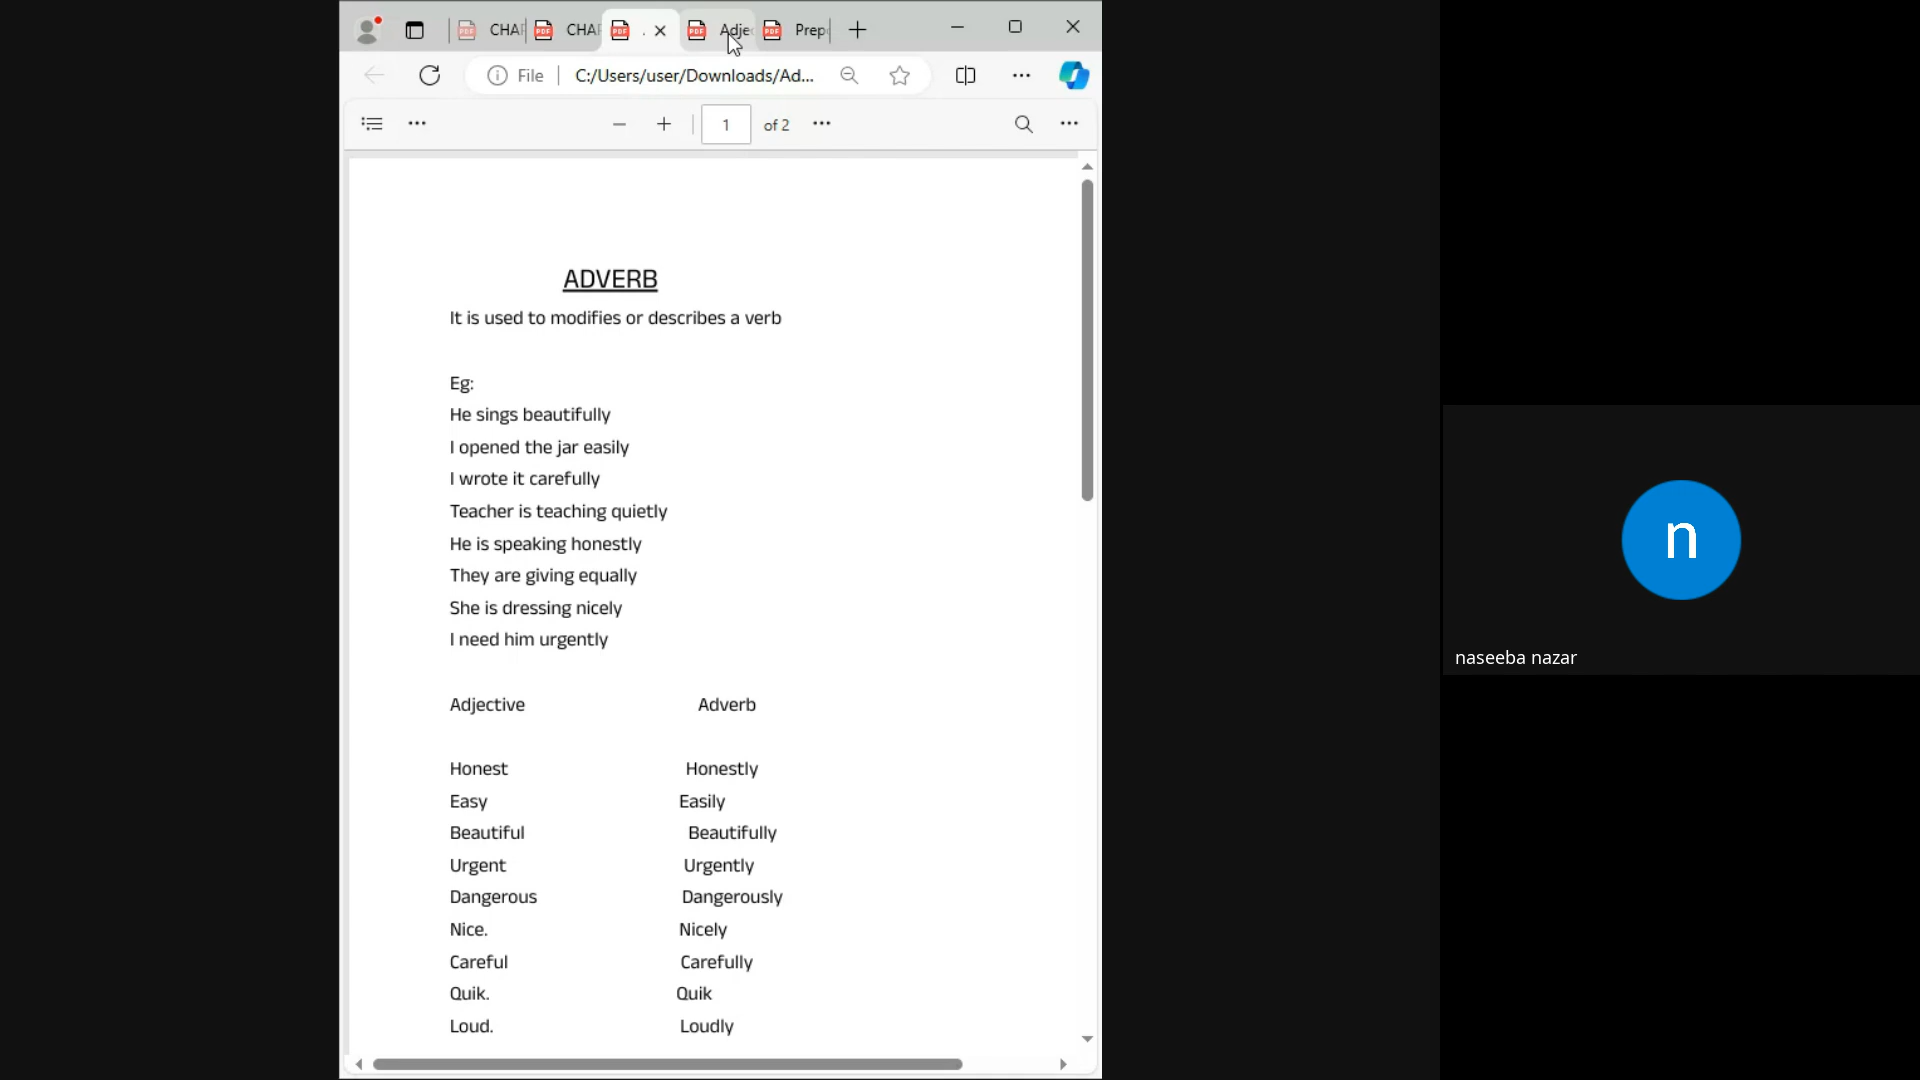 CHA
CHA
Adje
Prep
File
C:/Users/user/Downloads/Ad...
1
of 2
ADVERB
It is used to modifies or describes a verb
Eg:
He sings beautifully
I opened the jar easily
I wrote it carefully
Teacher is teaching quietly
He is speaking honestly
They are giving equally
She is dressing nicely
I need him urgently
Adjective Adverb
Honest Honestly
Easy Easily
Beautiful Beautifully
Urgent Urgently
Dangerous Dangerously
Nice. Nicely
Careful Carefully
Quik. Quik
Loud. Loudly
n
naseeba nazar